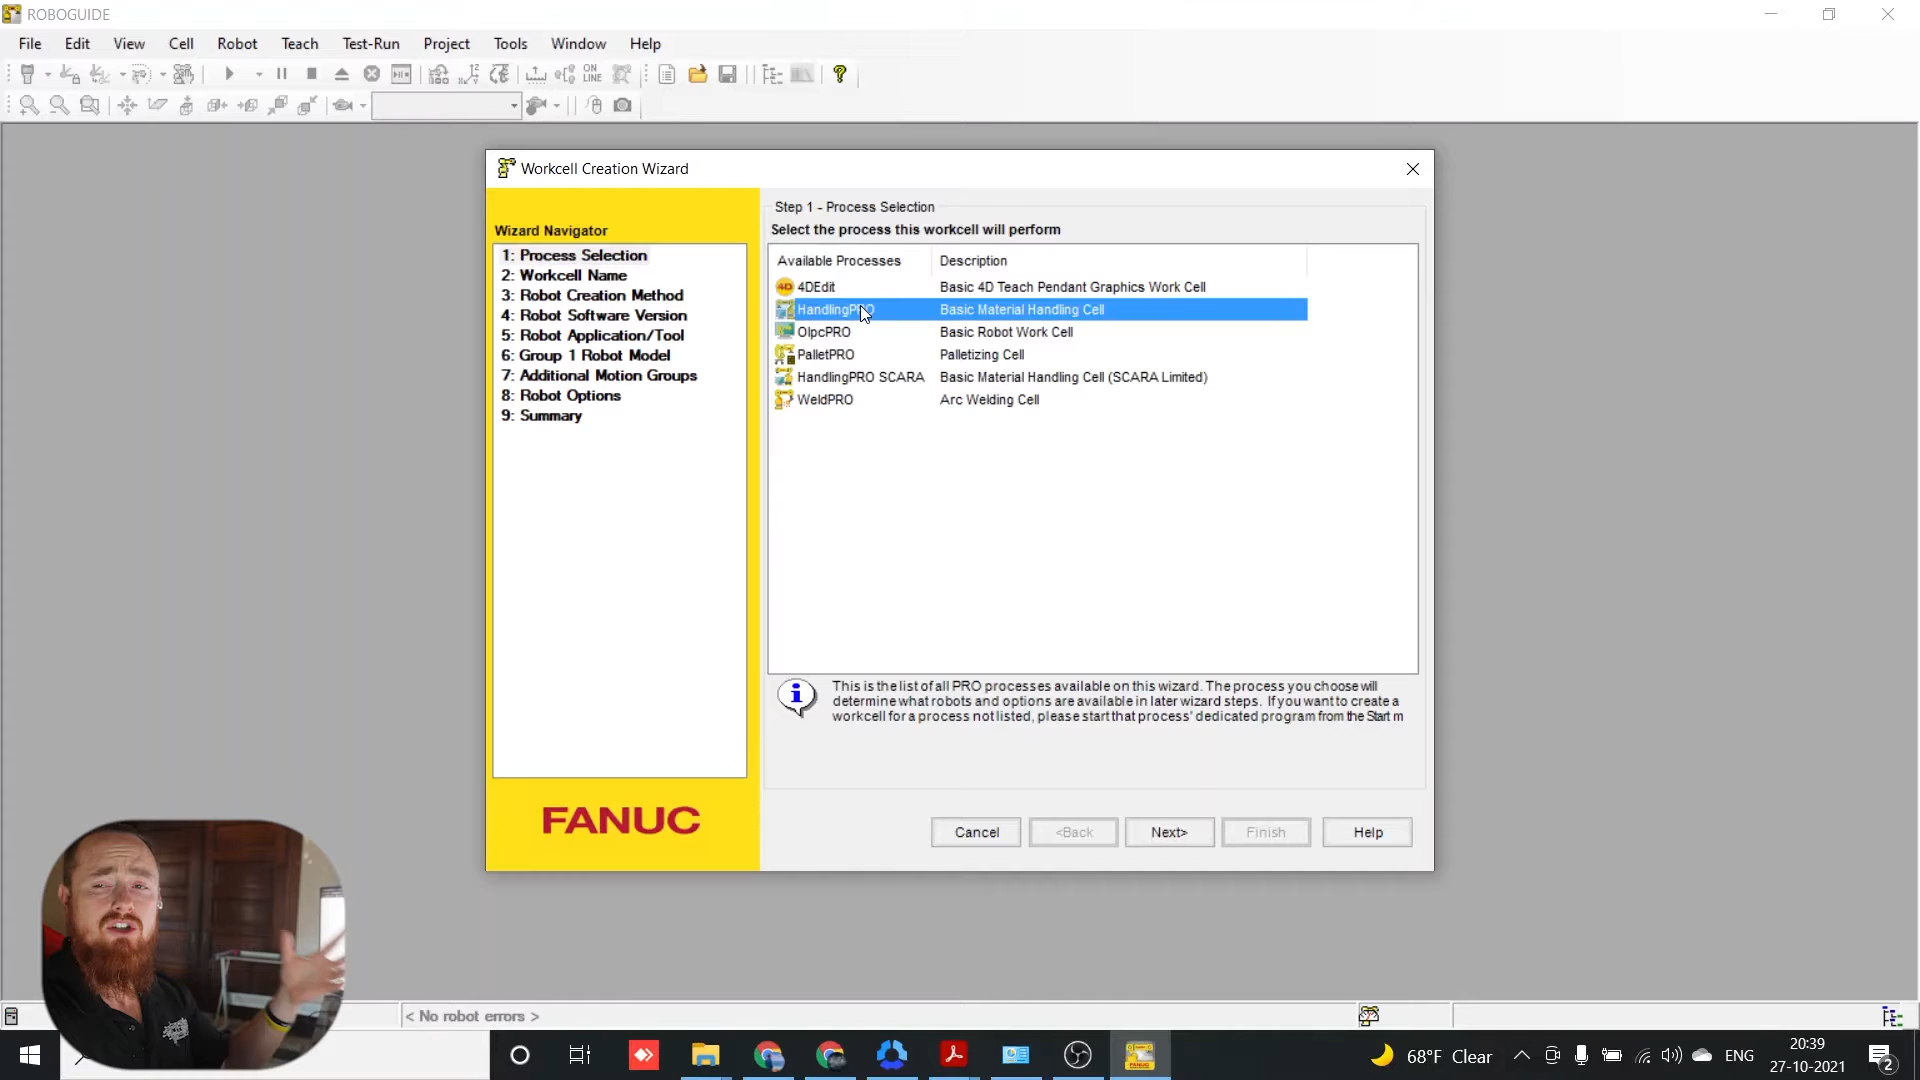 ROBOGUIDE
File Edit View Cell Robot Teach Test-Run Project Tools Window Help
ON
LINE
Workcell Creation Wizard
Wizard Navigator
1: Process Selection
2: Workcell Name
3: Robot Creation Method
4: Robot Software Version
5: Robot Application/Tool
6: Group 1 Robot Model
7: Additional Motion Groups
8: Robot Options
9: Summary
FANUC
Step 1 - Process Selection
Select the process this workcell will perform
Available Processes Description
4D 4DEdit Basic 4D Teach Pendant Graphics Work Cell
HandlingPRO Basic Material Handling Cell
OlpcPRO Basic Robot Work Cell
PalletPRO Palletizing Cell
HandlingPRO SCARA Basic Material Handling Cell (SCARA Limited)
WeldPRO Arc Welding Cell
This is the list of all PRO processes available on this wizard. The process you choose will
determine what robots and options are available in later wizard steps. If you want to create a
workcell for a process not listed, please start that process' dedicated program from the Start m
Cancel <Back Next> Finish Help
< No robot errors >
68°F Clear ENG 20:39
27-10-2021
2